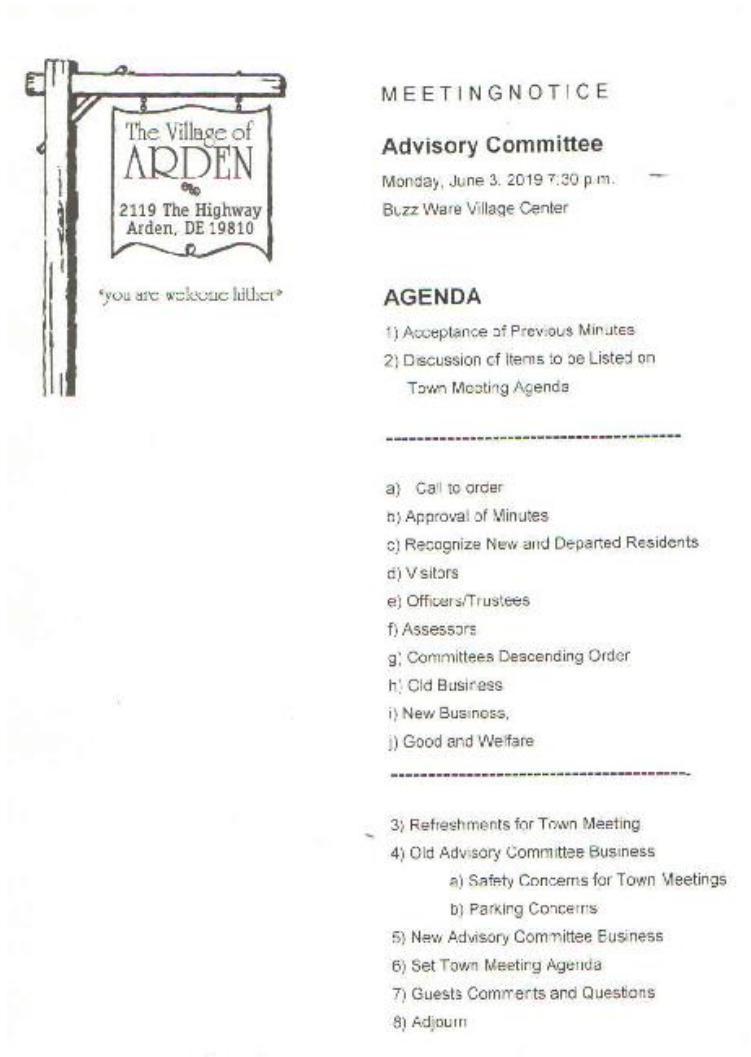 The Village of
ARDEN
2119 The Highway
Arden, DE 19810
"you are welcome hither"
MEETINGNOTICE
Advisory Committee
Monday, June 3, 2019 7:30 p.m.
Buzz Ware Village Center
AGENDA
1) Acceptance of Previous Minutes
2) Discussion of Items to be Listed on
Town Meeting Agenda
a) Call to order
b) Approval of Minutes
c) Recognize New and Departed Residents
d) Visitors
e) Officers/Trustees
f) Assessors
g) Committees Descending Order
h) Old Business
i) New Business,
j) Good and Welfare
3) Refreshments for Town Meeting
4) Old Advisory Committee Business
a) Safety Concerns for Town Meetings
b) Parking Concerns
5) New Advisory Committee Business
6) Set Town Meeting Agenda
7) Guests Comments and Questions
8) Adjourn